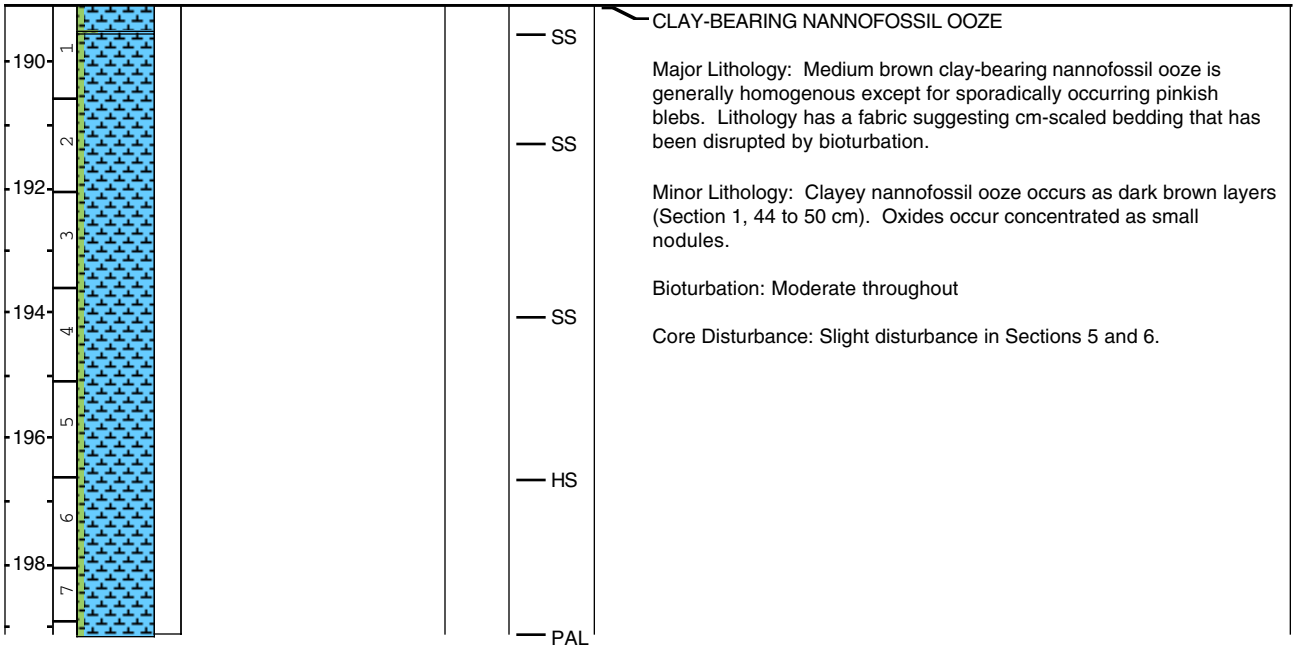 190
192
194
196
198
1
2
3
4
5
6
7
SS
SS
SS
HS
PAL
CLAY-BEARING NANNOFOSSIL OOZE
Major Lithology: Medium brown clay-bearing nannofossil ooze is
generally homogenous except for sporadically occurring pinkish
blebs. Lithology has a fabric suggesting cm-scaled bedding that has
been disrupted by bioturbation.
Minor Lithology: Clayey nannofossil ooze occurs as dark brown layers
(Section 1, 44 to 50 cm). Oxides occur concentrated as small
nodules.
Bioturbation: Moderate throughout
Core Disturbance: Slight disturbance in Sections 5 and 6.